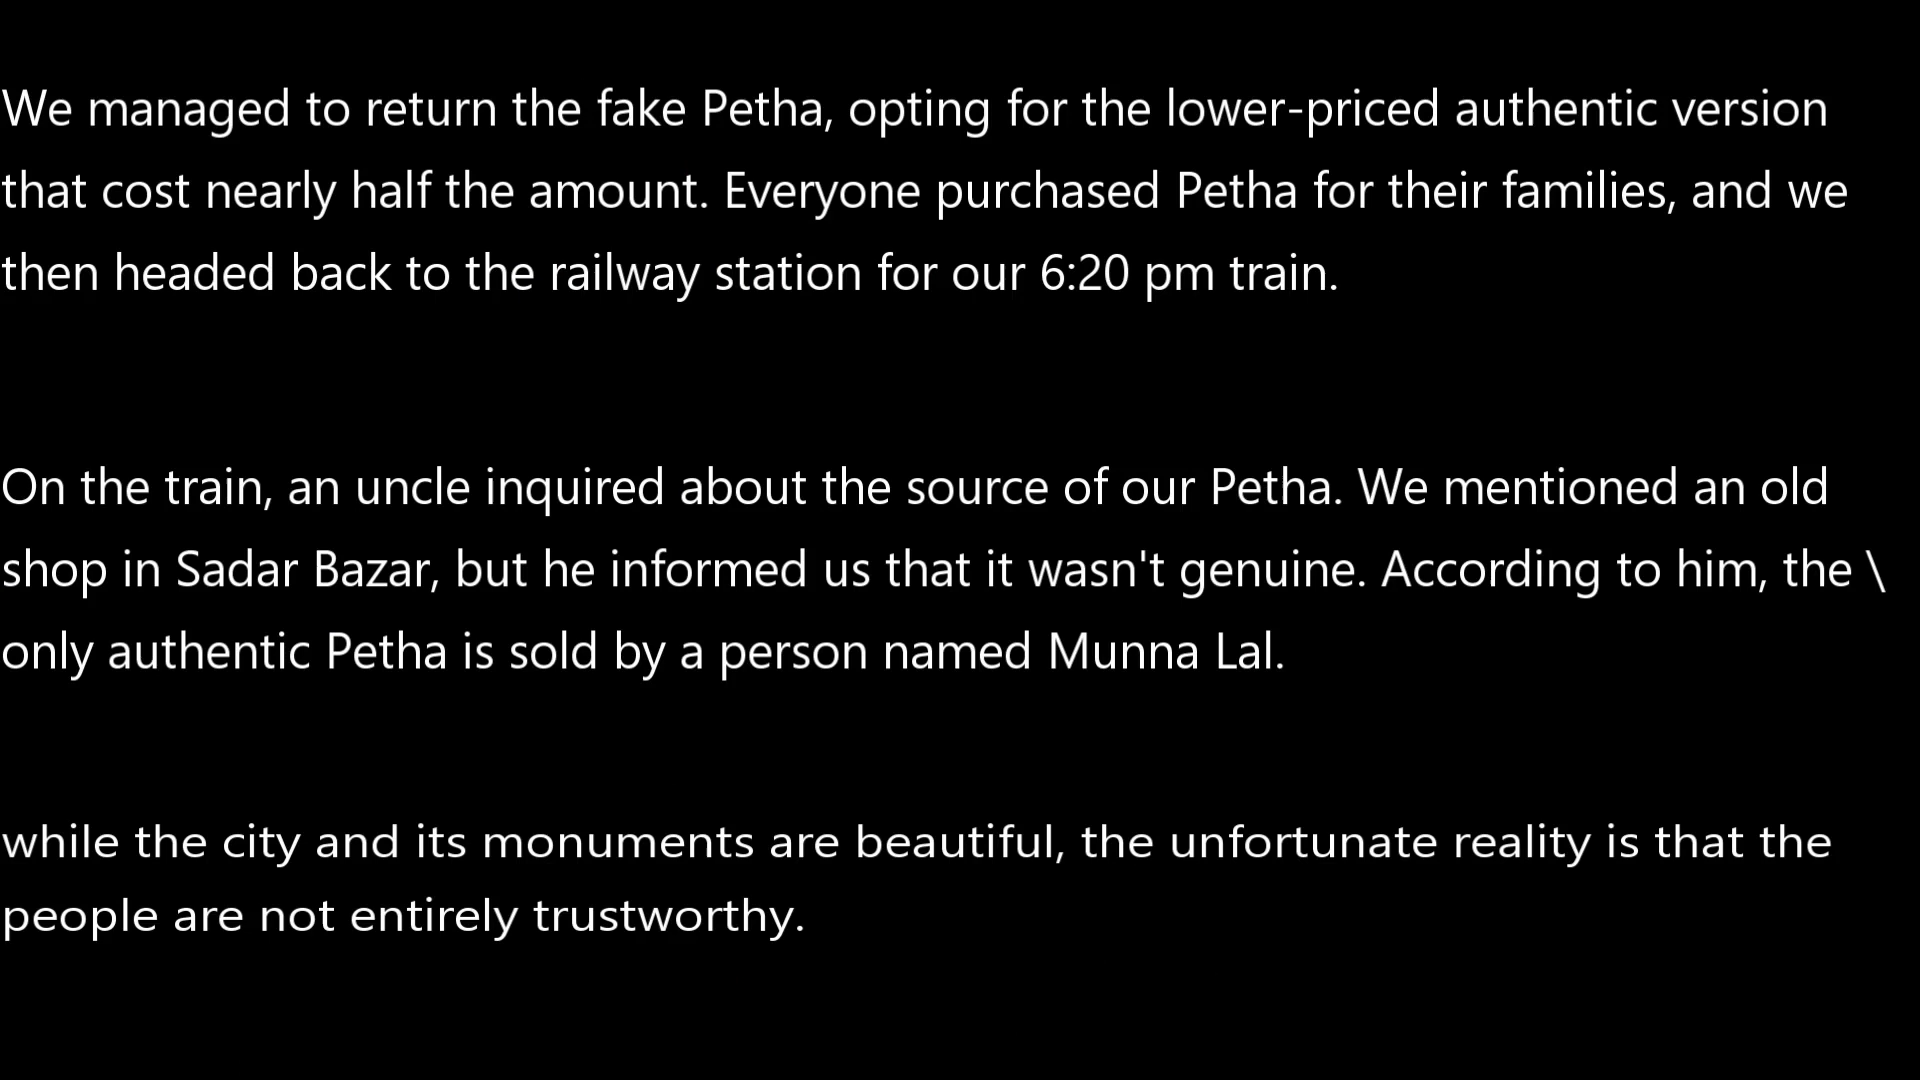 We managed to return the fake Petha, opting for the lower-priced authentic version
that cost nearly half the amount. Everyone purchased Petha for their families, and we
then headed back to the railway station for our 6:20 pm train.
On the train, an uncle inquired about the source of our Petha. We mentioned an old
shop in Sadar Bazar, but he informed us that it wasn't genuine. According to him, the \
only authentic Petha is sold by a person named Munna Lal.
while the city and its monuments are beautiful, the unfortunate reality is that the
people are not entirely trustworthy.